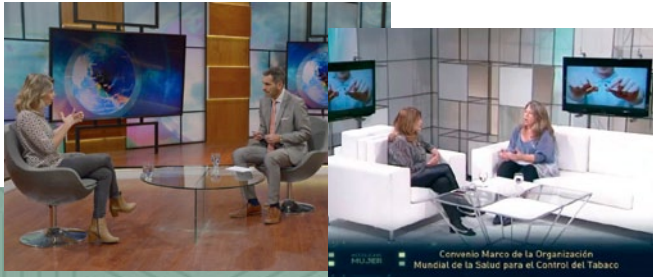 MUJER
Convenio Marco de la Organización
Mundial de la Salud para el Control del Tabaco